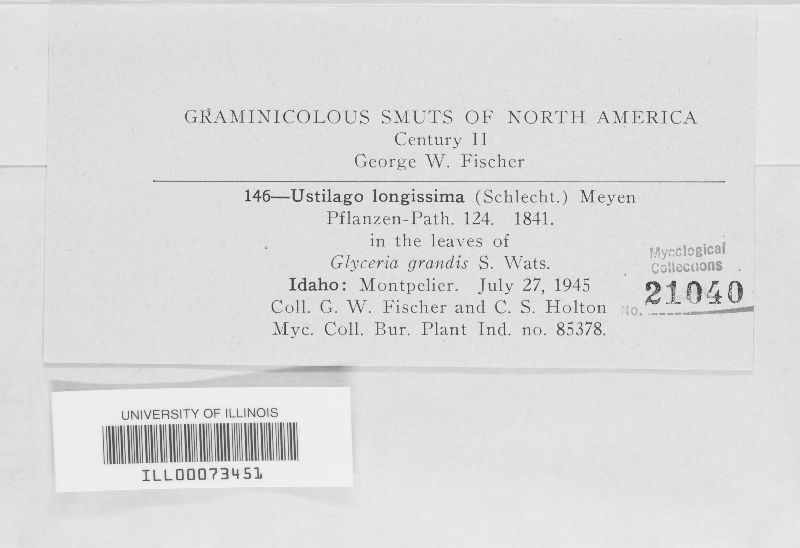 GRAMINICOLOUS SMUTS OF NORTH AMERICA
Century II
George W. Fischer
146—Ustilago longissima (Schlecht.) Meyen
Pflanzen-Path. 124. 1841.
in the leaves of
Glyceria grandis S. Wats.
Idaho: Montpelier. July 27, 1945
Coll. G. W. Fischer and C. S. Holton
Myc. Coll. Bur. Plant Ind. no. 85378.
Mycological
Collections
No. 21040
UNIVERSITY OF ILLINOIS
ILL00073451